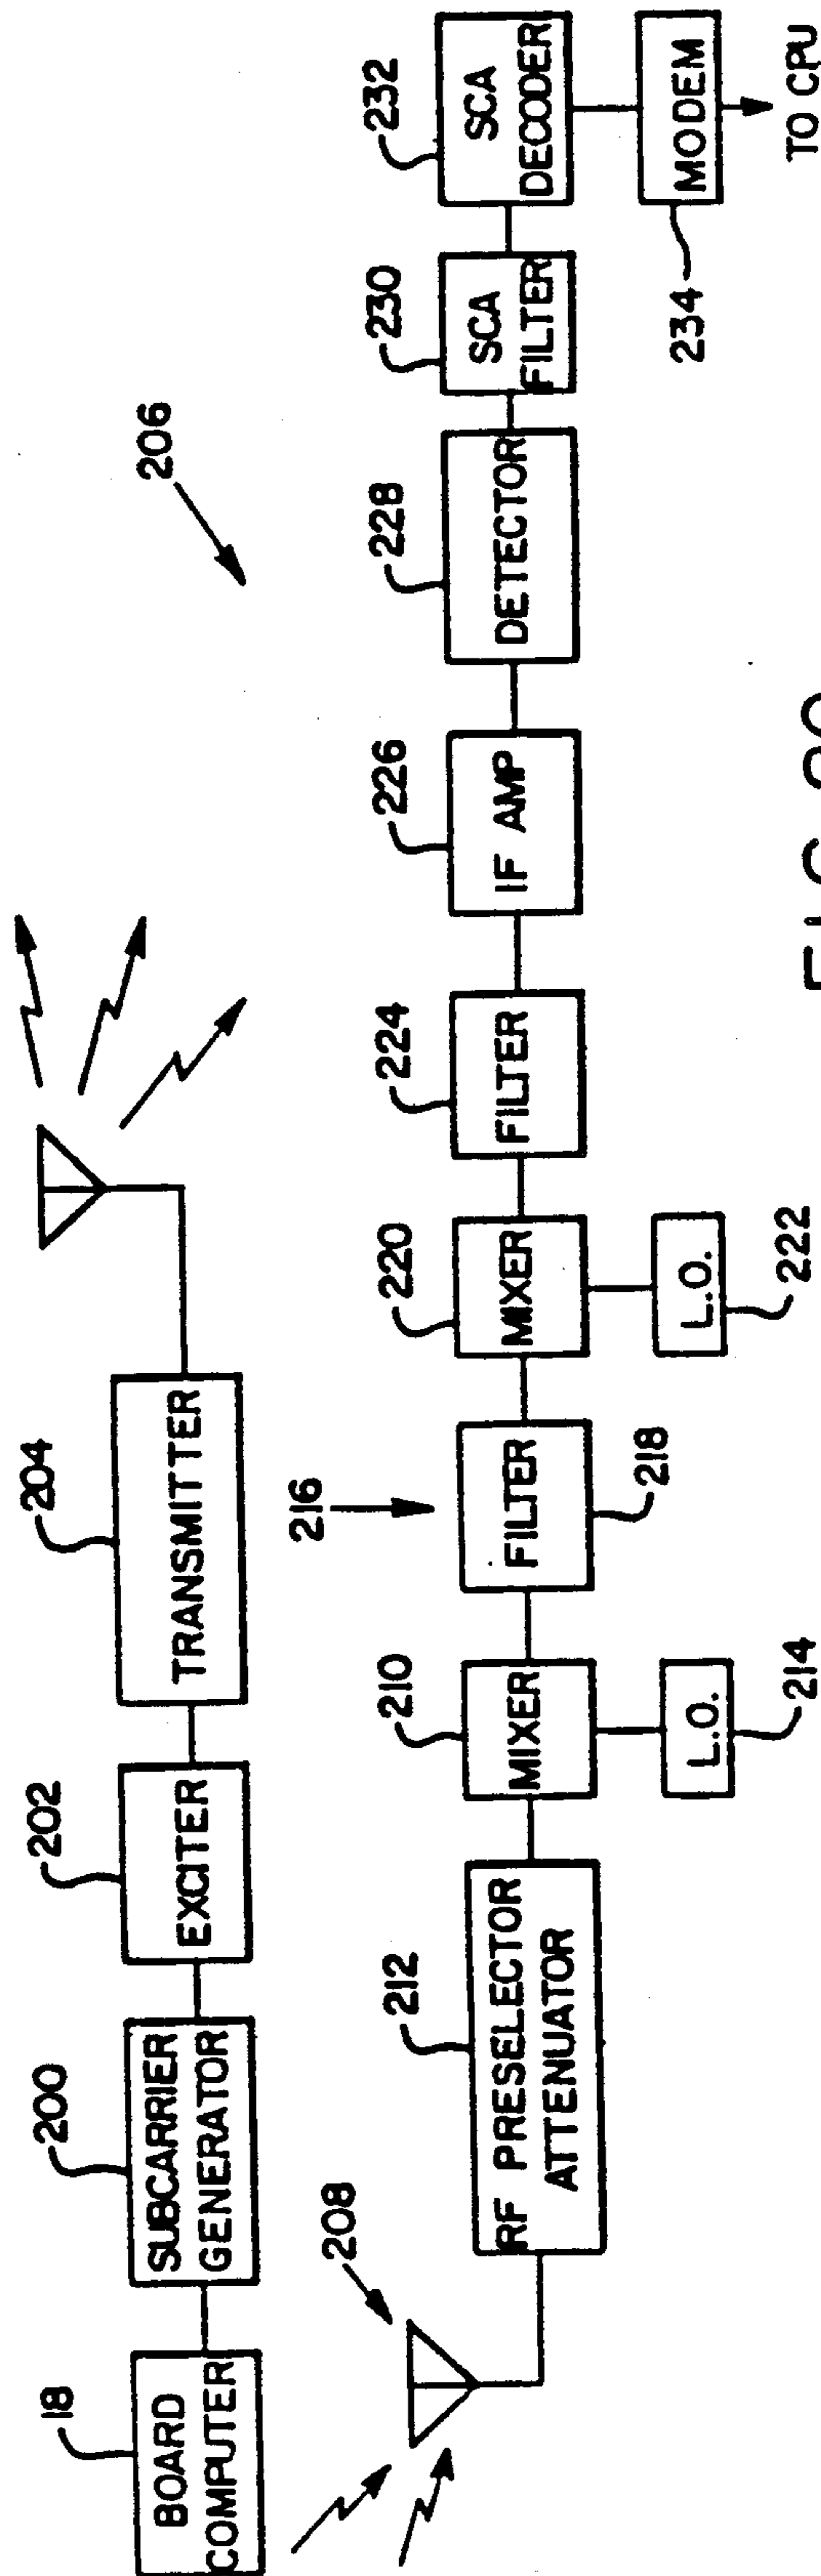 18
BOARD
COMPUTER
200
SUBCARRIER
GENERATOR
202
EXCITER
204
TRANSMITTER
206
208
212
RF PRESELECTOR
ATTENUATOR
210
MIXER
L.O.
214
216
FILTER
218
220
MIXER
L.O.
222
224
FILTER
226
IF AMP
228
DETECTOR
230
SCA
FILTER
232
SCA
DECODER
MODEM
234
TO CPU